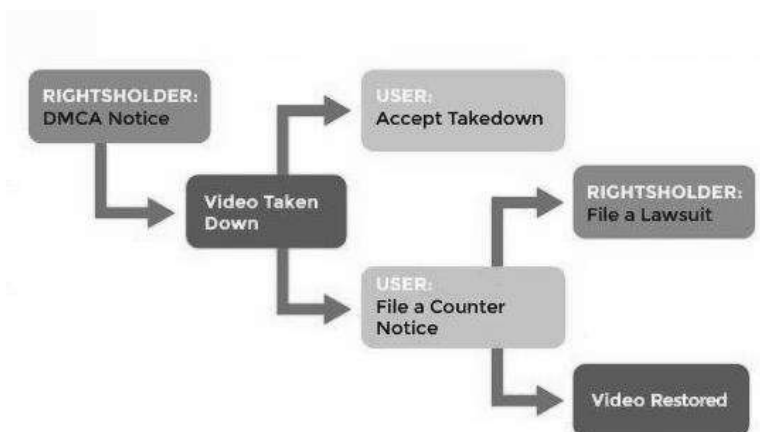 RIGHTSHOLDER:
DMCA Notice
USER:
Accept Takedown
Video Taken
Down
RIGHTSHOLDER:
File a Lawsuit
USER:
File a Counter
Notice
Video Restored